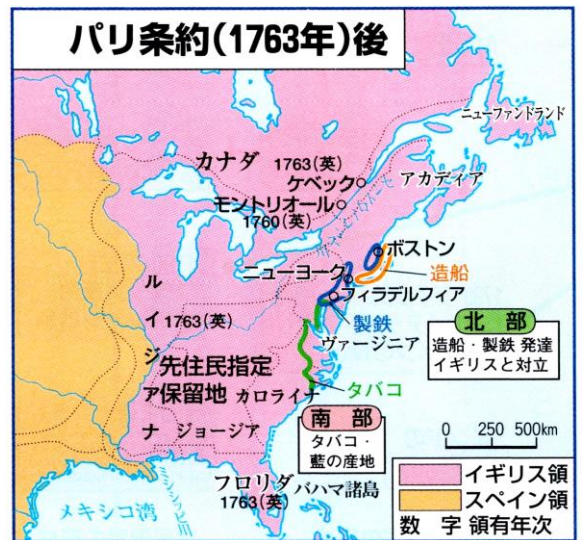 パリ条約(1763年)後
ニューファンドランド
カナダ 1763(英)
ケベック
アカディア
モントリオール
1760(英)
ボストン
ニューヨーク
造船
フィラデルフィア
製鉄
ヴァージニア
北部
造船・製鉄 発達
イギリスと対立
ルイジアナ
1763(英)
先住民指定
保留地
カロライナ
タバコ
ジョージア
南部
タバコ・
藍の産地
0 250 500km
フロリダ
1763(英)
バハマ諸島
メキシコ湾
ミシシッピ川
イギリス領
スペイン領
数字 領有年次